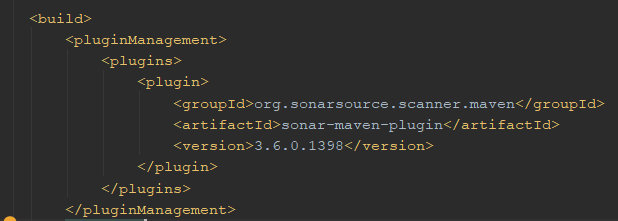 <build>
<pluginManagement>
<plugins>
<plugin>
<groupId>org.sonarsource.scanner.maven</groupId>
<artifactId>sonar-maven-plugin</artifactId>
<version>3.6.0.1398</version>
</plugin>
</plugins>
</pluginManagement>